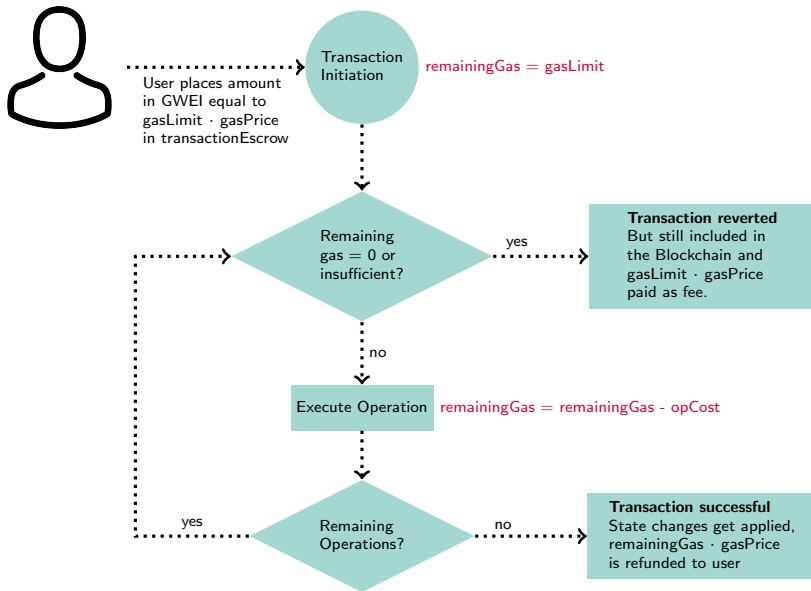 Transaction
Initiation
remainingGas = gasLimit
User places amount
in GWEI equal to
gasLimit · gasPrice
in transactionEscrow
Remaining
gas = 0 or
insufficient?
yes
Transaction reverted
But still included in
the Blockchain and
gasLimit · gasPrice
paid as fee.
no
Execute Operation
remainingGas = remainingGas - opCost
Remaining
Operations?
yes
no
Transaction successful
State changes get applied,
remainingGas · gasPrice
is refunded to user